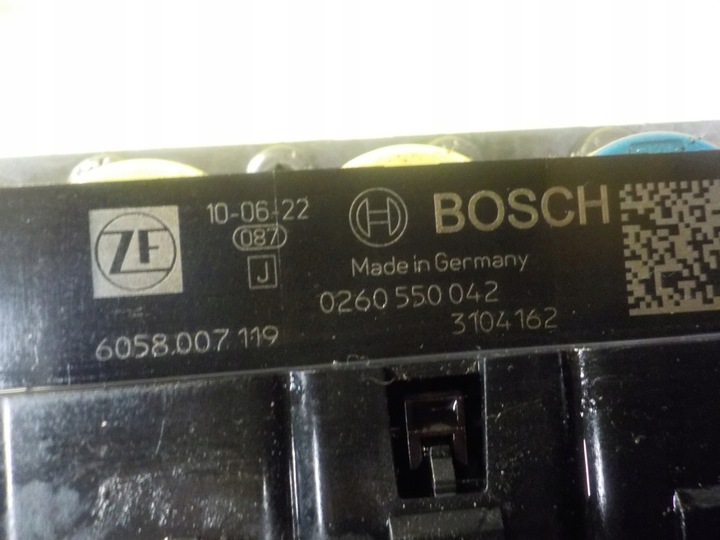 ZF
10-06-22
087
J
6058.007 119
H BOSCH
Made in Germany
0260 550 042
3104162